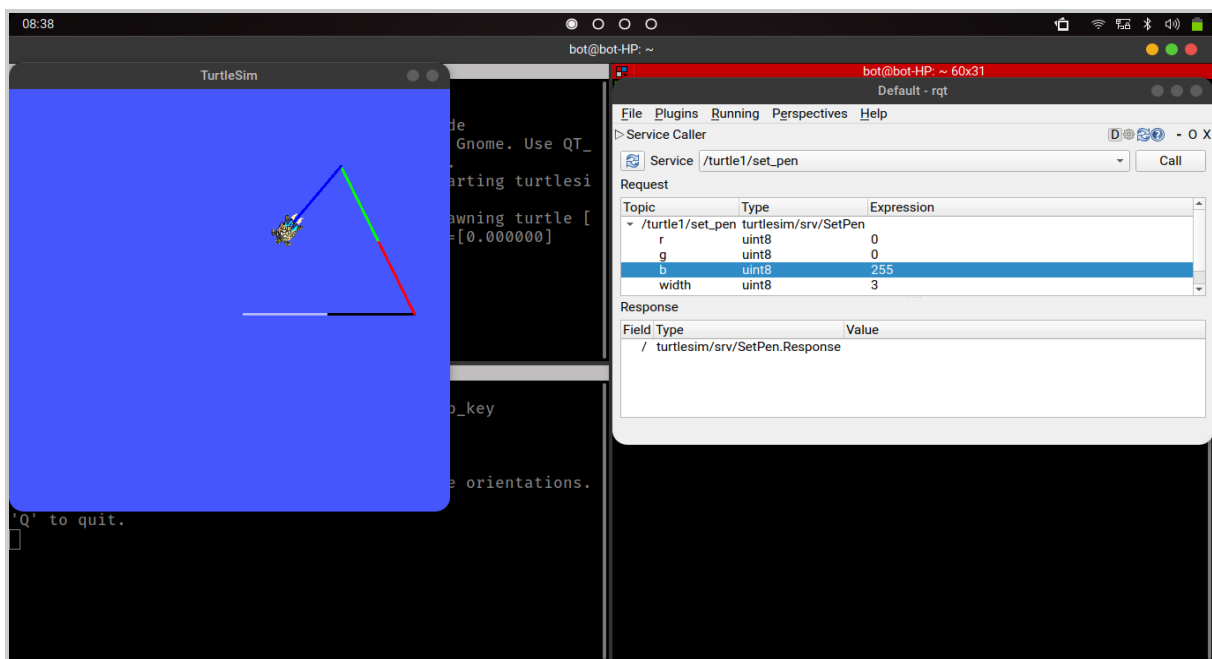 08:38
bot@bot-HP: ~
TurtleSim
de
Gnome. Use QT_
.
arting turtlesi
awning turtle [
=[0.000000]
p_key
e orientations.
'Q' to quit.
bot@bot-HP: ~ 60x31
Default - rqt
File Plugins Running Perspectives Help
Service Caller D - O X
Service /turtle1/set_pen Call
Request
Topic Type Expression
/turtle1/set_pen turtlesim/srv/SetPen
r uint8 0
g uint8 0
b uint8 255
width uint8 3
Response
Field Type Value
/ turtlesim/srv/SetPen.Response